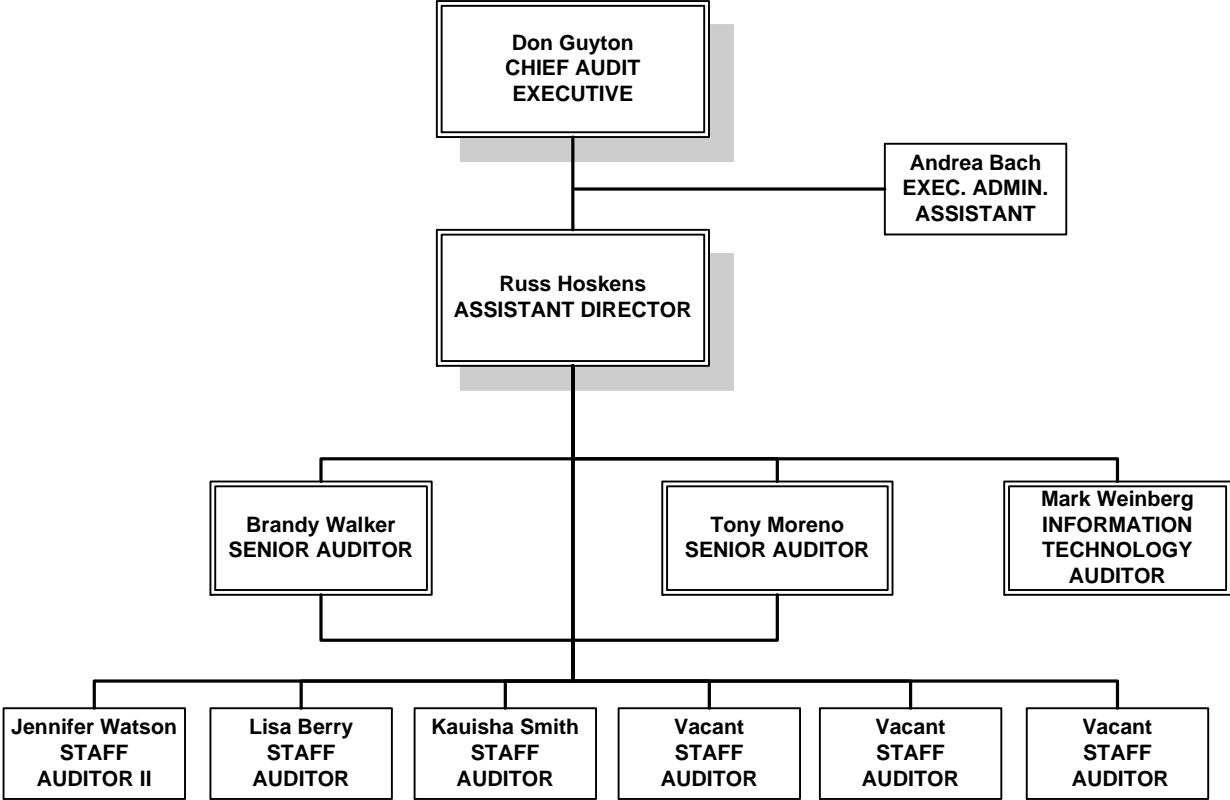 Don Guyton
CHIEF AUDIT
EXECUTIVE
Andrea Bach
EXEC. ADMIN.
ASSISTANT
Russ Hoskens
ASSISTANT DIRECTOR
Brandy Walker
SENIOR AUDITOR
Tony Moreno
SENIOR AUDITOR
Mark Weinberg
INFORMATION
TECHNOLOGY
AUDITOR
Jennifer Watson
STAFF
AUDITOR II
Lisa Berry
STAFF
AUDITOR
Kauisha Smith
STAFF
AUDITOR
Vacant
STAFF
AUDITOR
Vacant
STAFF
AUDITOR
Vacant
STAFF
AUDITOR